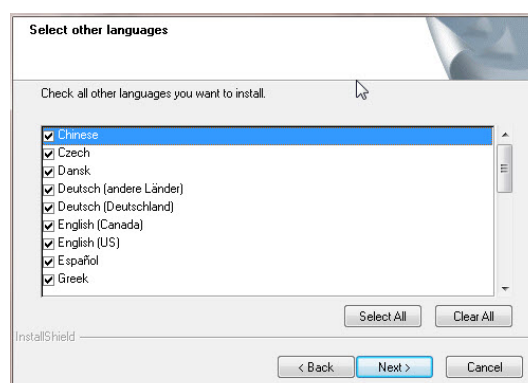 Select other languages
Check all other languages you want to install.
Chinese
Czech
Dansk
Deutsch (andere Länder)
Deutsch (Deutschland)
English (Canada)
English (US)
Español
Greek
Select All
Clear All
InstallShield
< Back
Next >
Cancel